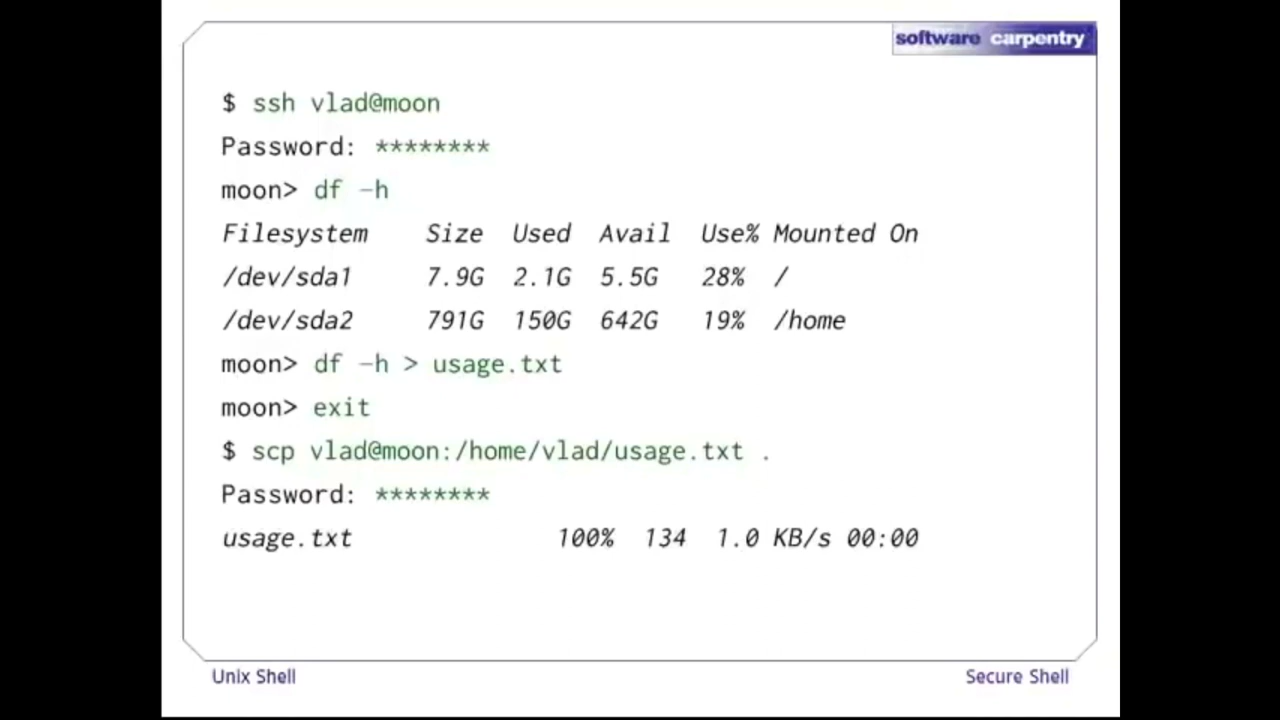 software carpentry
$ ssh vlad@moon
Password: ********
moon> df -h
Filesystem Size Used Avail Use% Mounted On
/dev/sda1 7.9G 2.1G 5.5G 28% /
/dev/sda2 791G 150G 642G 19% /home
moon> df -h > usage.txt
moon> exit
$ scp vlad@moon:/home/vlad/usage.txt .
Password: ********
usage.txt 100% 134 1.0 KB/s 00:00
Unix Shell
Secure Shell